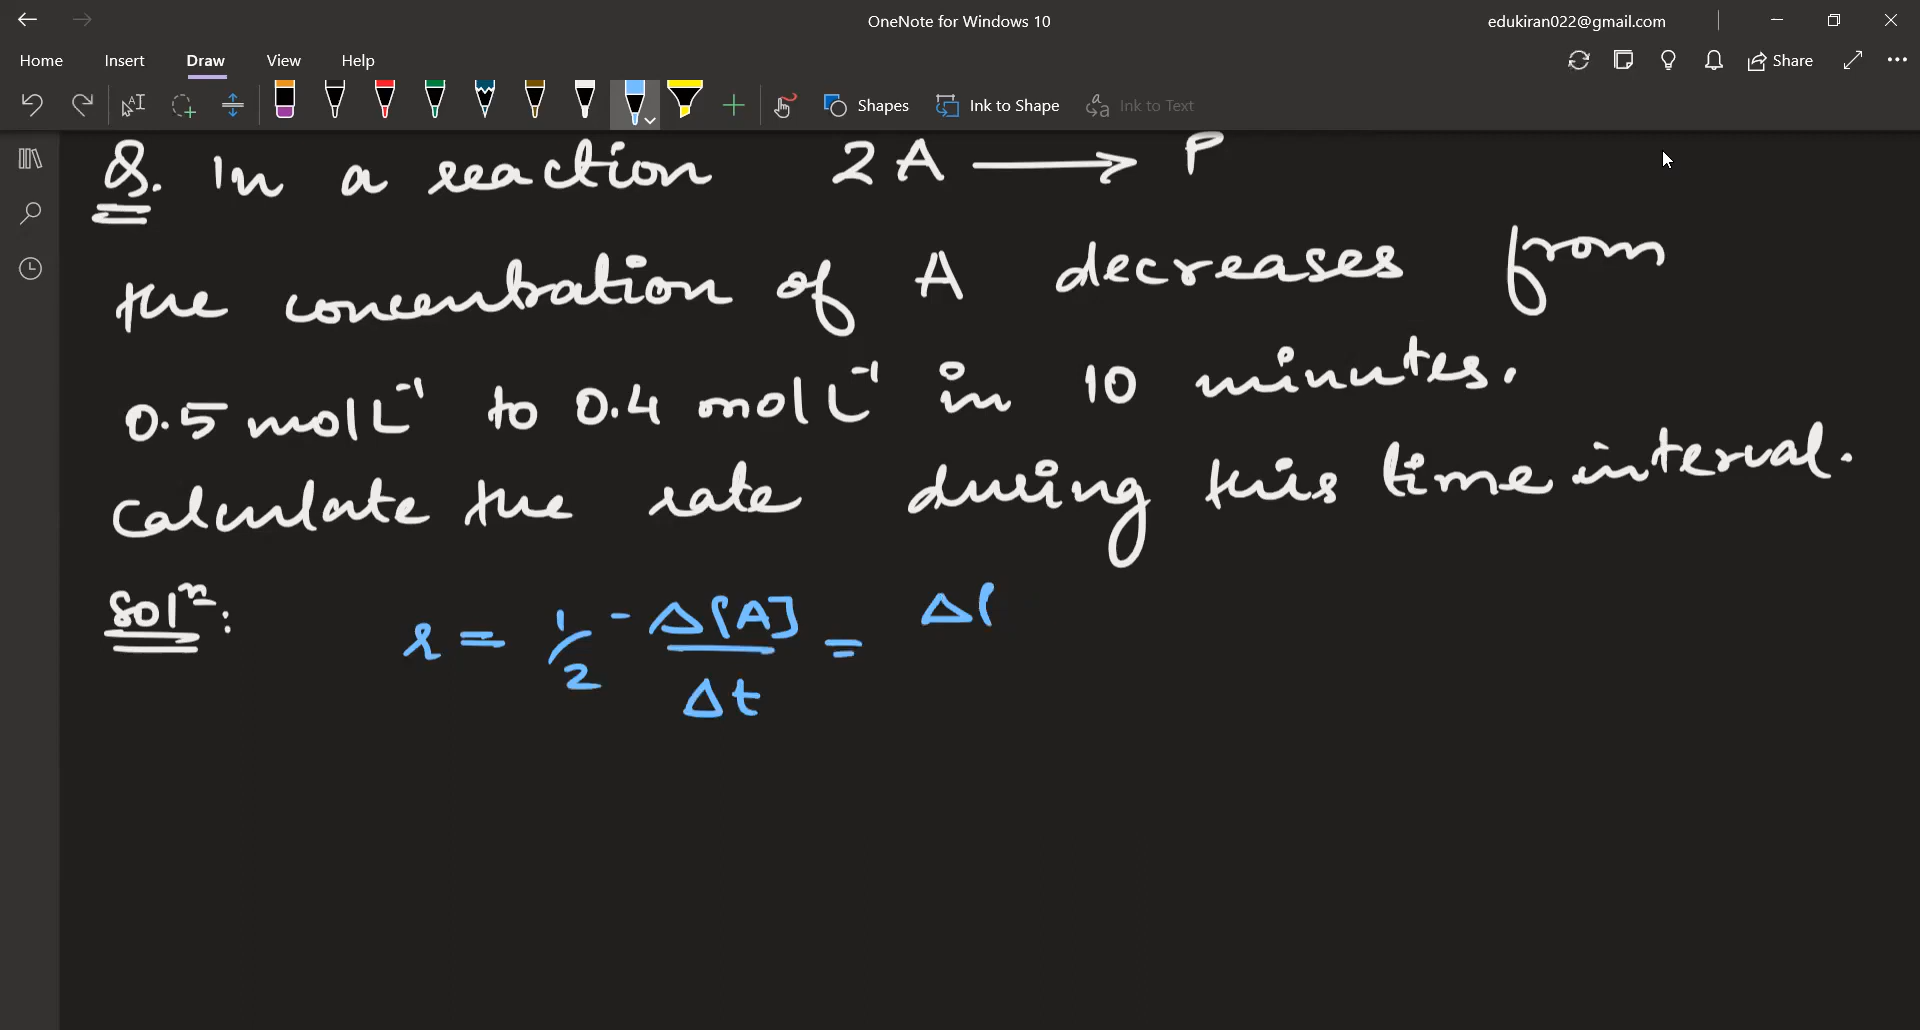 OneNote for Windows 10
edukiran022@gmail.com
Home Insert Draw View Help
Share
Shapes Ink to Shape Ink to Text
Q. In a reaction 2A ⟶ P
the concentration of A decreases from
0.5 mol L⁻¹ to 0.4 mol L⁻¹ in 10 minutes.
Calculate the rate during this time interval.
Solⁿ: r = 1/2 - Δ[A]/Δt = Δ[